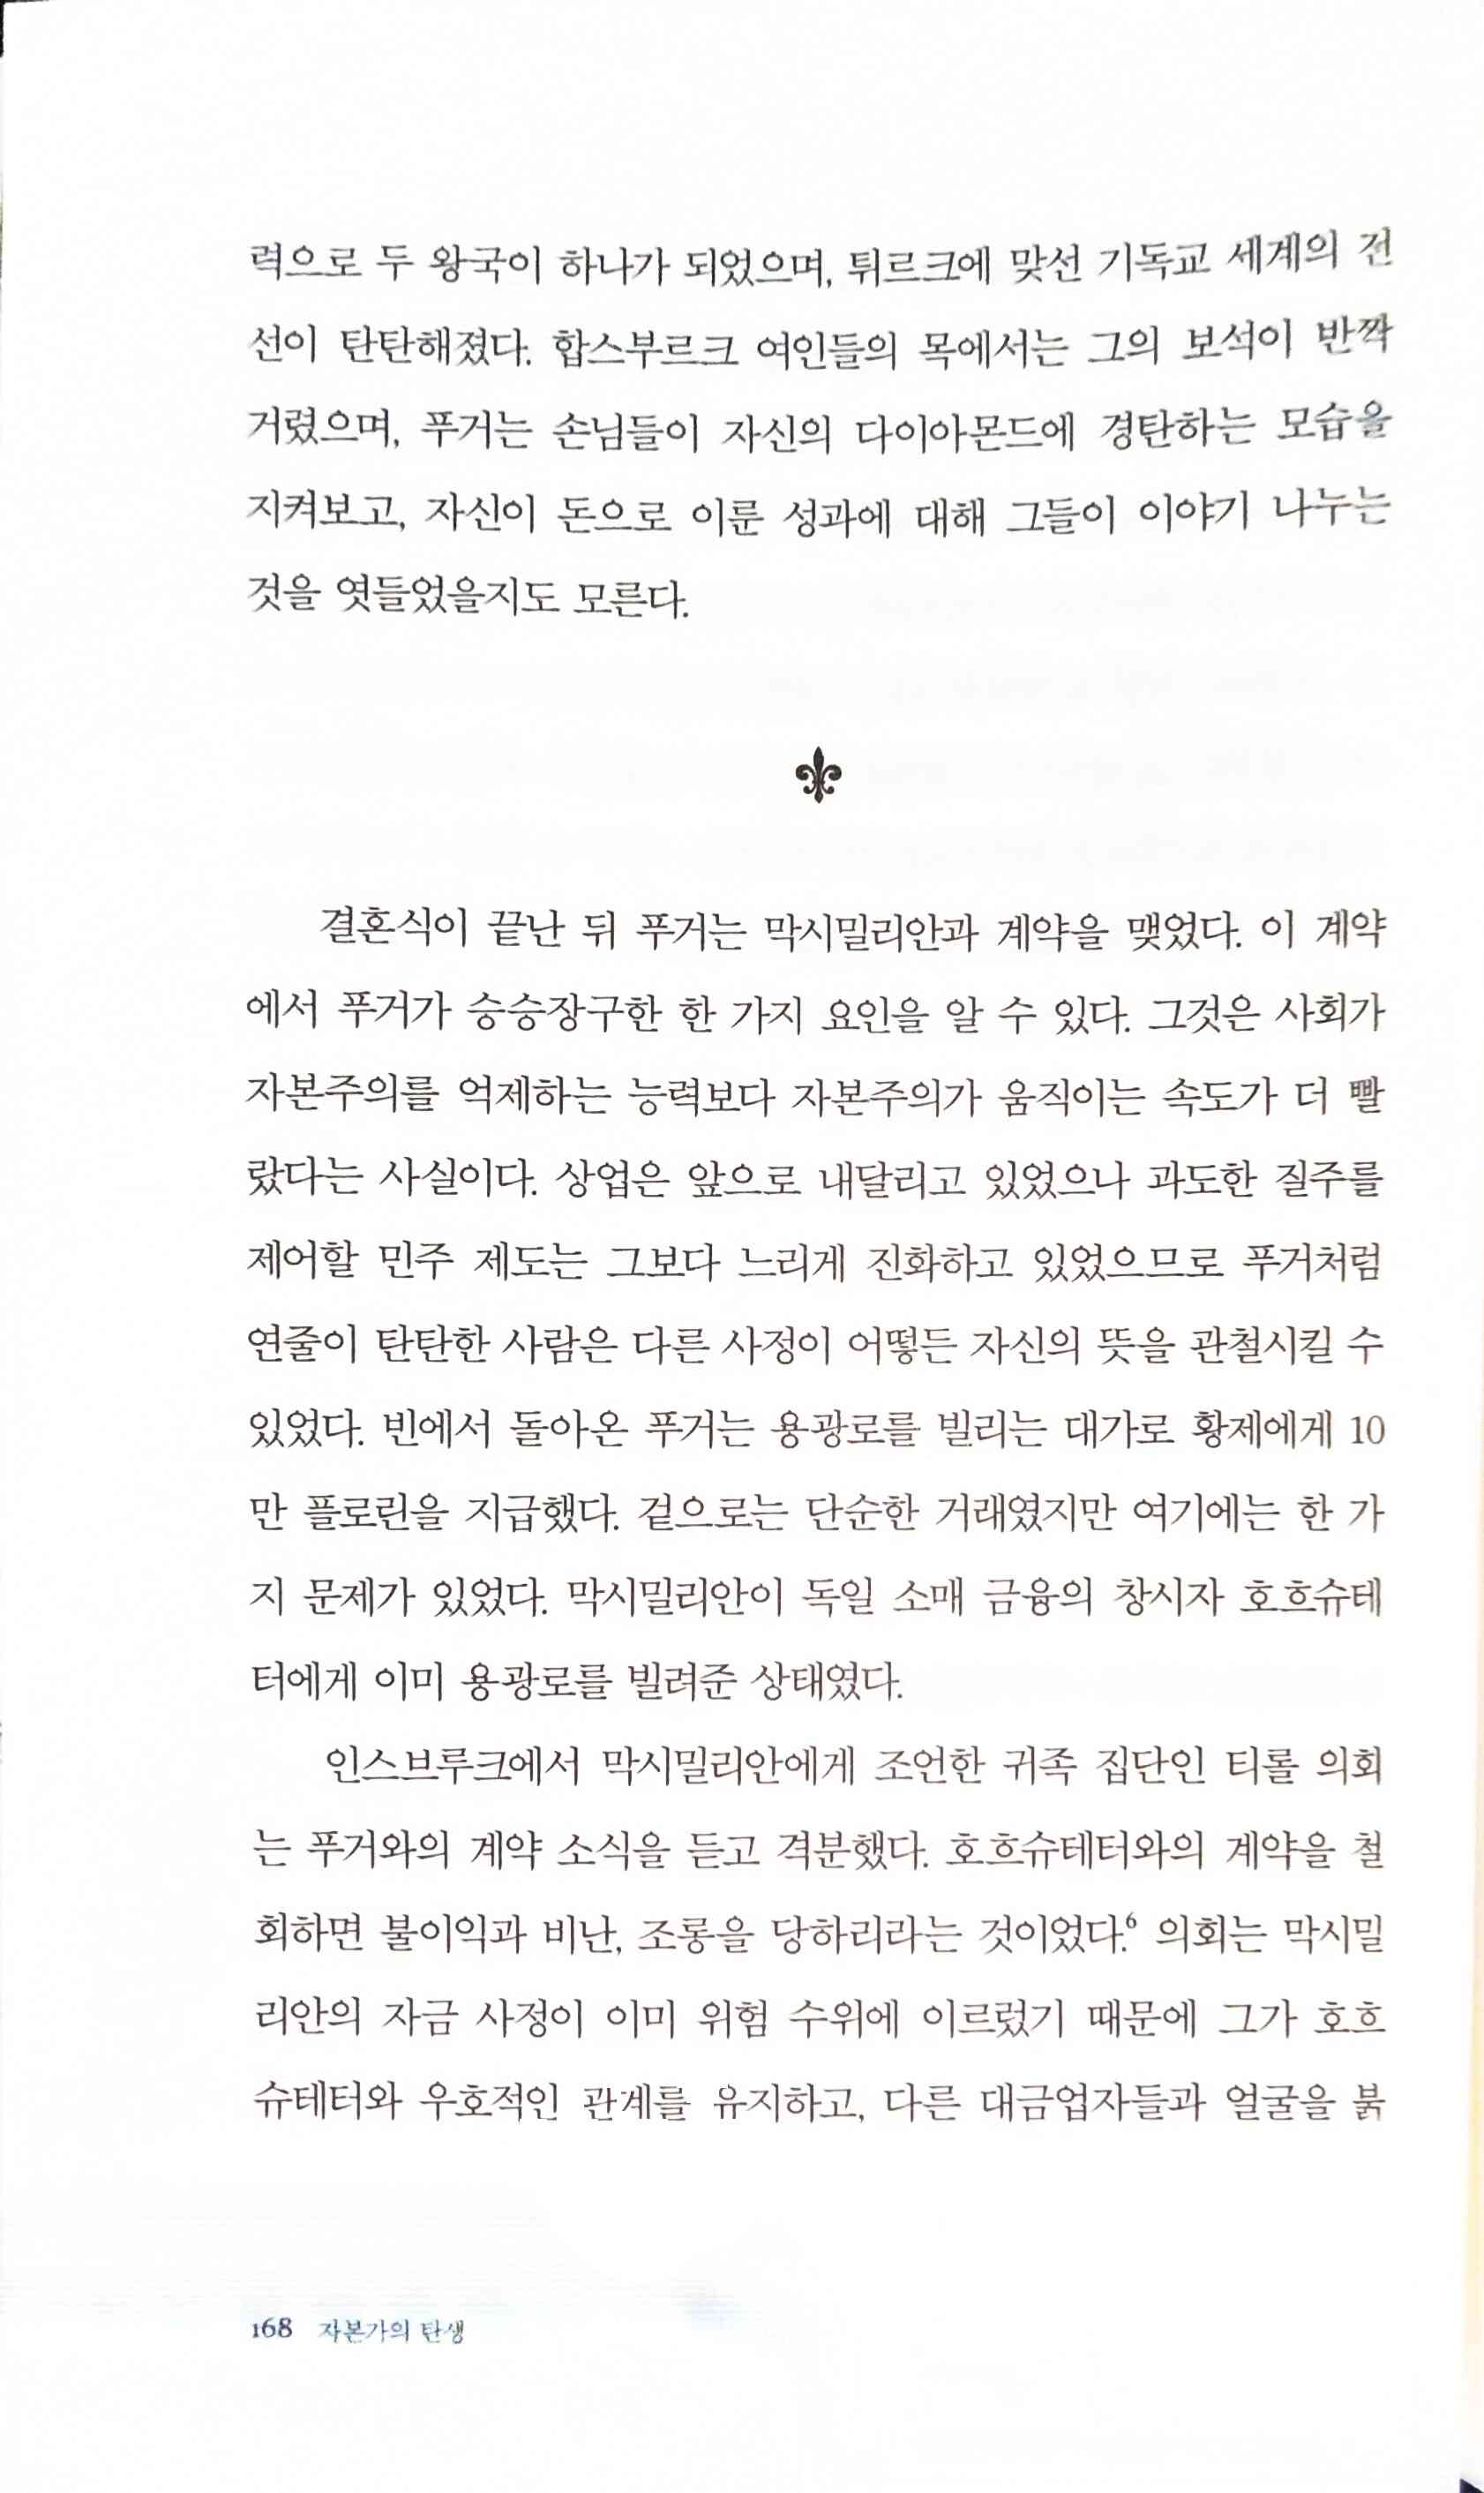 력으로 두 왕국이 하나가 되었으며, 튀르크에 맞선 기독교 세계의 전
선이 탄탄해졌다. 합스부르크 여인들의 목에서는 그의 보석이 반짝
거렸으며, 푸거는 손님들이 자신의 다이아몬드에 경탄하는 모습을
지켜보고, 자신이 돈으로 이룬 성과에 대해 그들이 이야기 나누는
것을 엿들었을지도 모른다.
결혼식이 끝난 뒤 푸거는 막시밀리안과 계약을 맺었다. 이 계약
에서 푸거가 승승장구한 한 가지 요인을 알 수 있다. 그것은 사회가
자본주의를 억제하는 능력보다 자본주의가 움직이는 속도가 더 빨
랐다는 사실이다. 상업은 앞으로 내달리고 있었으나 과도한 질주를
제어할 민주 제도는 그보다 느리게 진화하고 있었으므로 푸거처럼
연줄이 탄탄한 사람은 다른 사정이 어떻든 자신의 뜻을 관철시킬 수
있었다. 빈에서 돌아온 푸거는 용광로를 빌리는 대가로 황제에게 10
만 플로린을 지급했다. 겉으로는 단순한 거래였지만 여기에는 한 가
지 문제가 있었다. 막시밀리안이 독일 소매 금융의 창시자 호흐슈테
터에게 이미 용광로를 빌려준 상태였다.
인스브루크에서 막시밀리안에게 조언한 귀족 집단인 티롤 의회
는 푸거와의 계약 소식을 듣고 격분했다. 호흐슈테터와의 계약을 철
회하면 불이익과 비난, 조롱을 당하리라는 것이었다.6 의회는 막시밀
리안의 자금 사정이 이미 위험 수위에 이르렀기 때문에 그가 호흐
슈테터와 우호적인 관계를 유지하고, 다른 대금업자들과 얼굴을 붉
168 자본가의 탄생